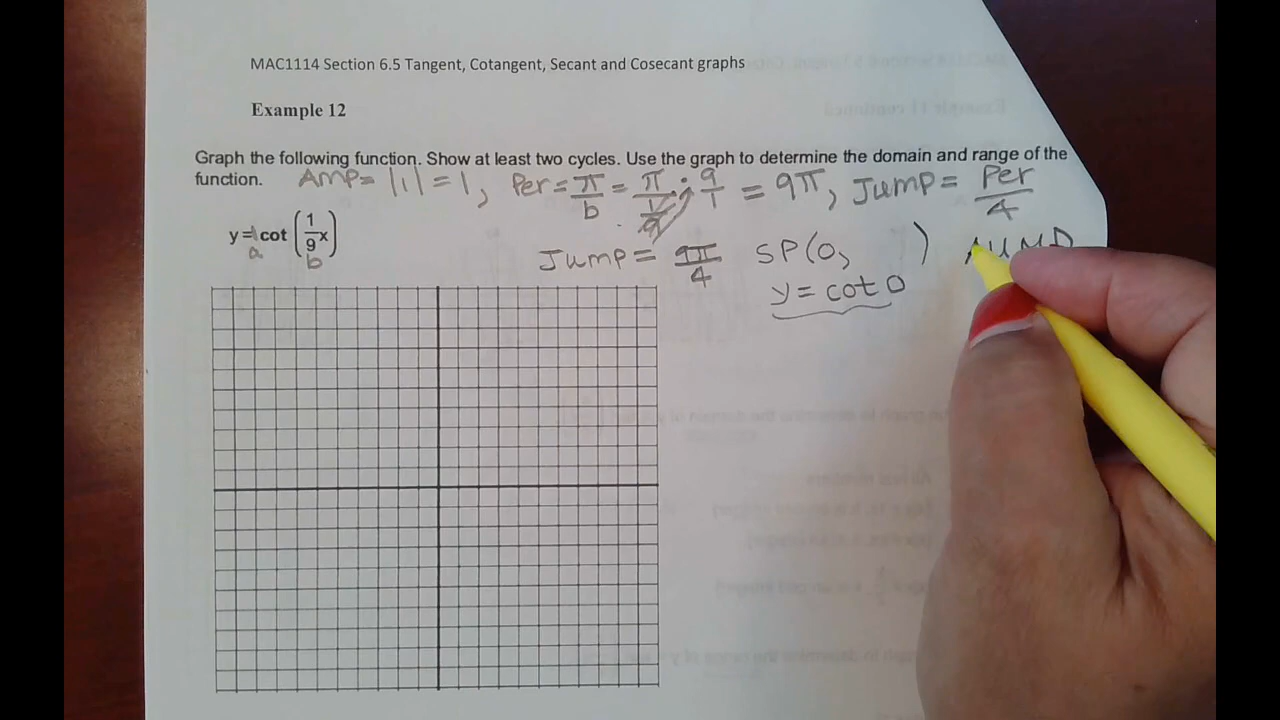 MAC1114 Section 6.5 Tangent, Cotangent, Secant and Cosecant graphs
Example 12
Graph the following function. Show at least two cycles. Use the graph to determine the domain and range of the
function. Amp = |1| = 1, Per = π/b = π/(1/9) · 9/1 = 9π, Jump = Per/4
y = 1 cot (1/9 x)
a b
Jump = 9π/4 SP(0, )
y = cot 0